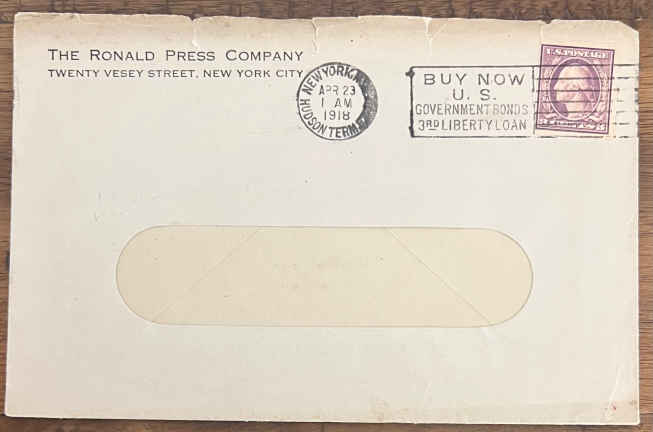 THE RONALD PRESS COMPANY
TWENTY VESEY STREET, NEW YORK CITY
NEW YORK, N.Y.
APR 23
1 AM
1918
HUDSON TERM.
BUY NOW
U. S.
GOVERNMENT BONDS
3RD LIBERTY LOAN
U.S. POSTAGE